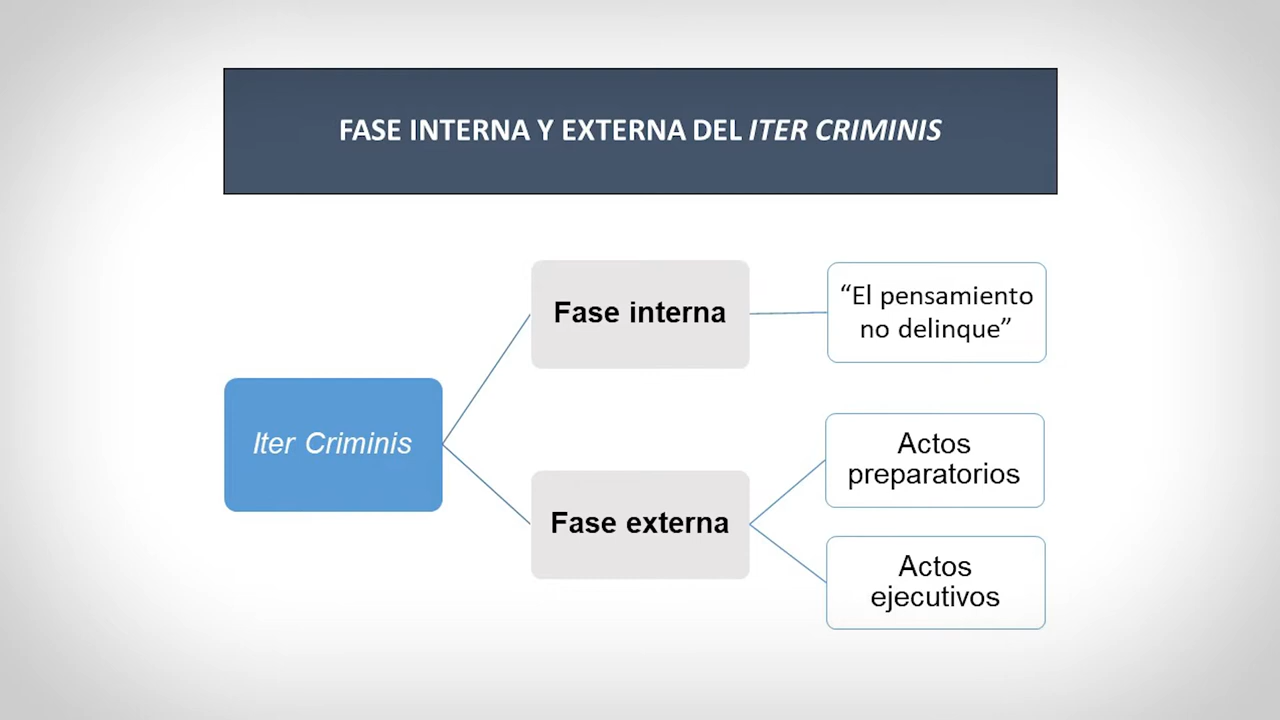 FASE INTERNA Y EXTERNA DEL ITER CRIMINIS
Iter Criminis
Fase interna
“El pensamiento
no delinque”
Fase externa
Actos
preparatorios
Actos
ejecutivos